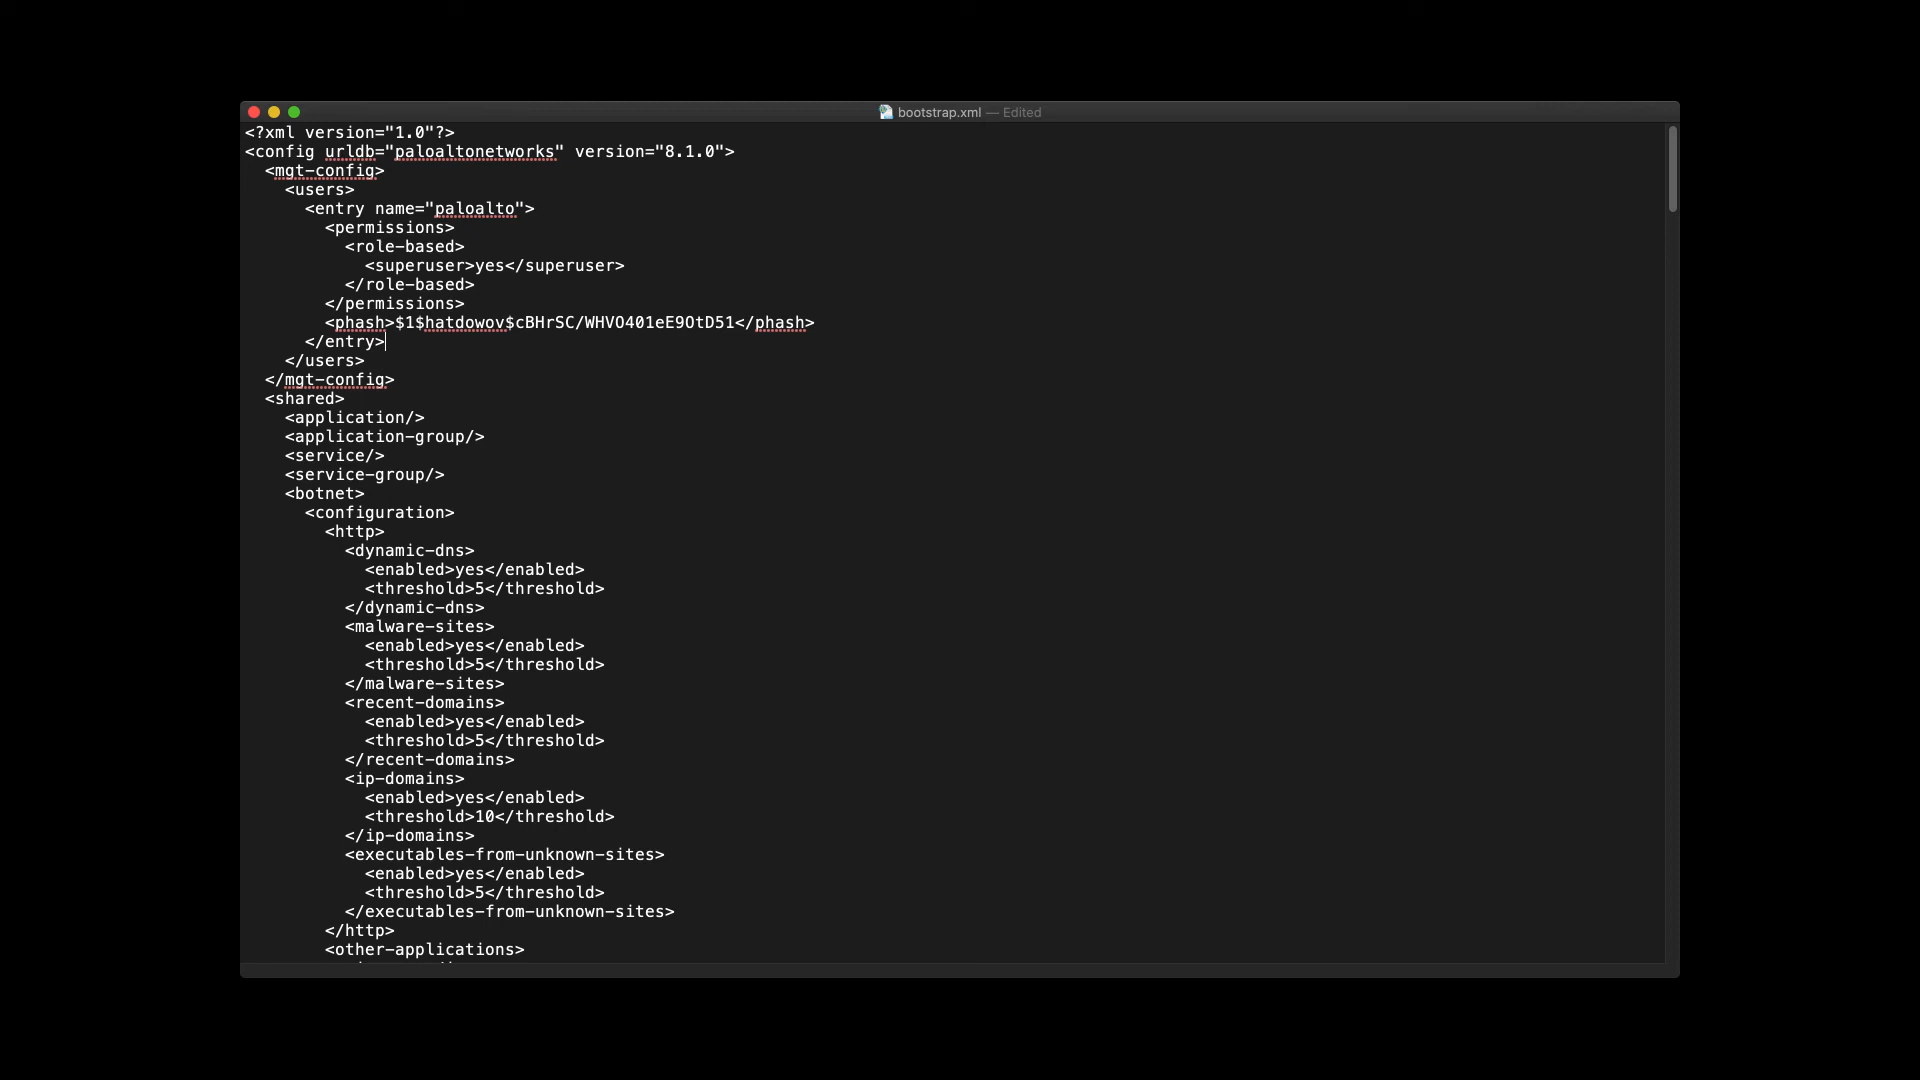 bootstrap.xml — Edited
<?xml version="1.0"?>
<config urldb="paloaltonetworks" version="8.1.0">
  <mgt-config>
    <users>
      <entry name="paloalto">
        <permissions>
          <role-based>
            <superuser>yes</superuser>
          </role-based>
        </permissions>
        <phash>$1$hatdowov$cBHrSC/WHVO401eE9OtD51</phash>
      </entry>
    </users>
  </mgt-config>
  <shared>
    <application/>
    <application-group/>
    <service/>
    <service-group/>
    <botnet>
      <configuration>
        <http>
          <dynamic-dns>
            <enabled>yes</enabled>
            <threshold>5</threshold>
          </dynamic-dns>
          <malware-sites>
            <enabled>yes</enabled>
            <threshold>5</threshold>
          </malware-sites>
          <recent-domains>
            <enabled>yes</enabled>
            <threshold>5</threshold>
          </recent-domains>
          <ip-domains>
            <enabled>yes</enabled>
            <threshold>10</threshold>
          </ip-domains>
          <executables-from-unknown-sites>
            <enabled>yes</enabled>
            <threshold>5</threshold>
          </executables-from-unknown-sites>
        </http>
        <other-applications>